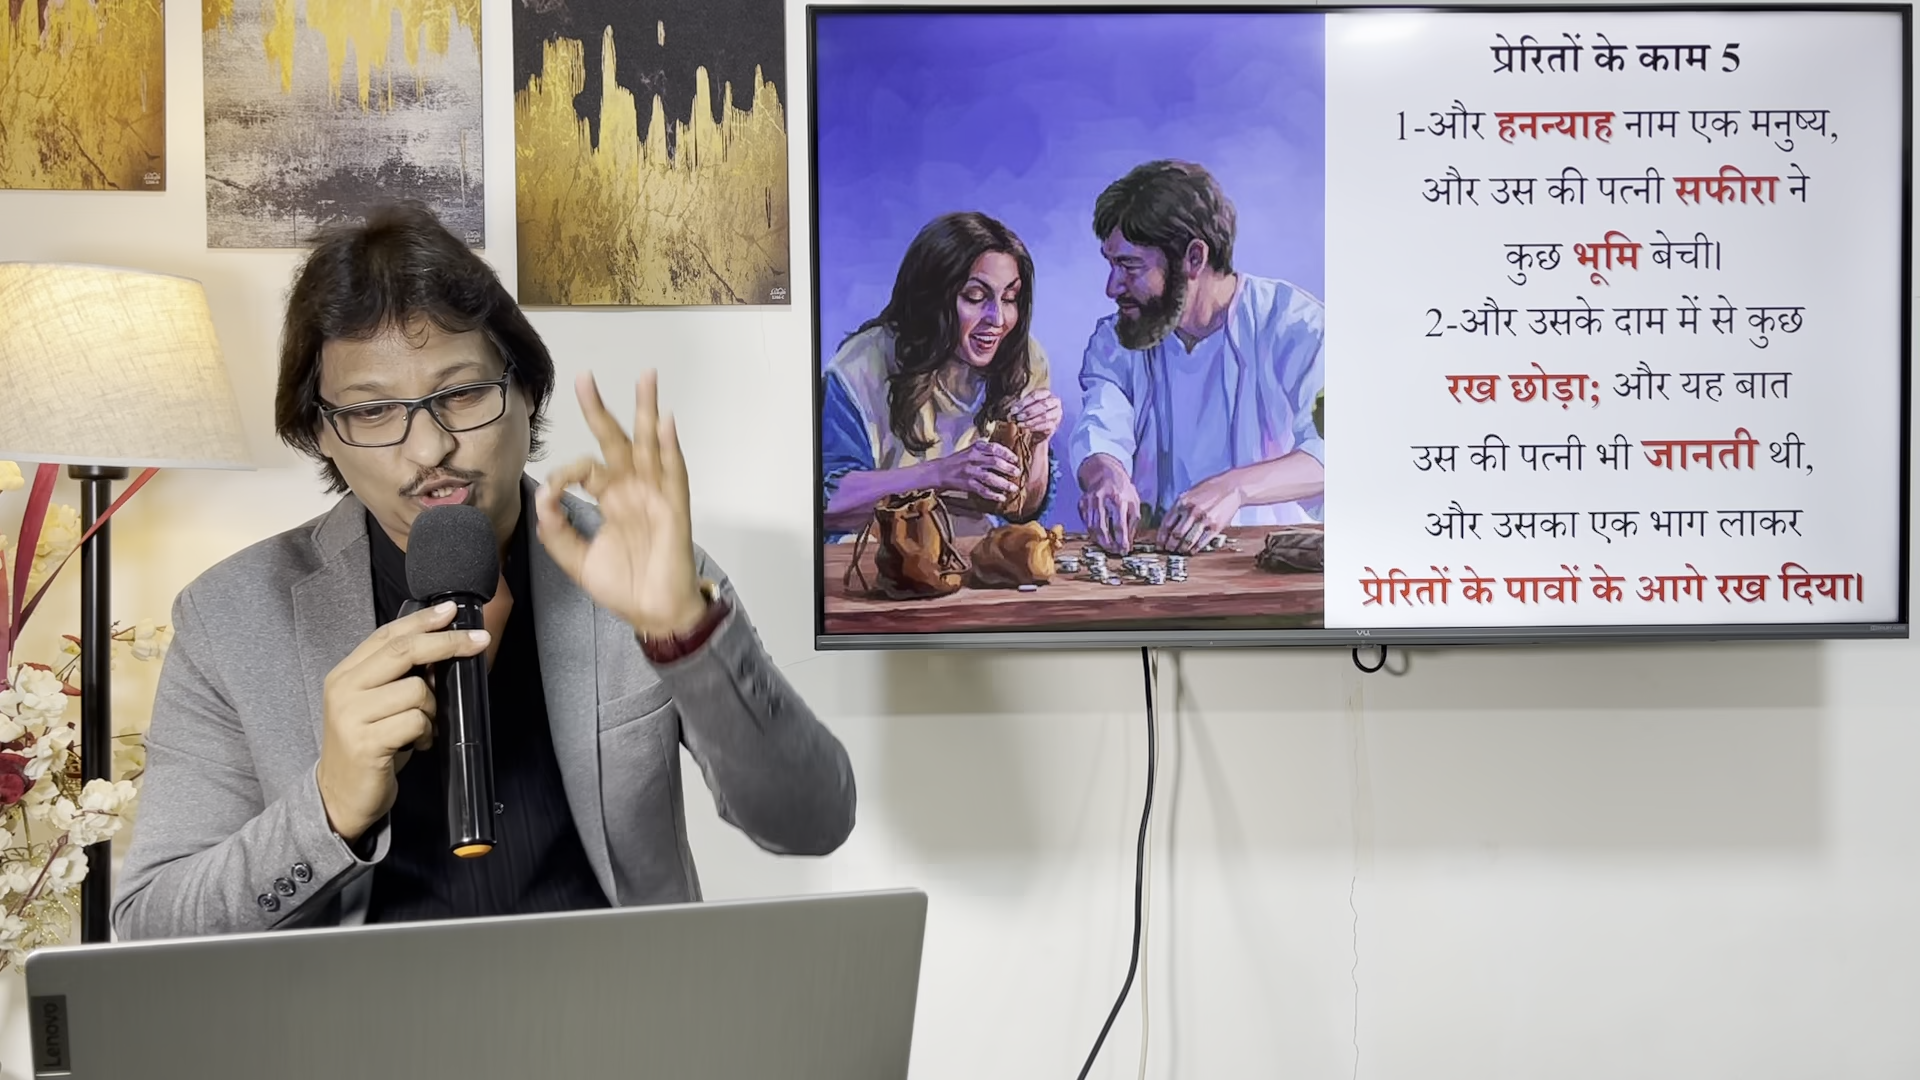 प्रेरितों के काम 5
1-और हनन्याह नाम एक मनुष्य,
और उस की पत्नी सफीरा ने
कुछ भूमि बेची।
2-और उसके दाम में से कुछ
रख छोड़ा; और यह बात
उस की पत्नी भी जानती थी,
और उसका एक भाग लाकर
प्रेरितों के पावों के आगे रख दिया।
Lenovo